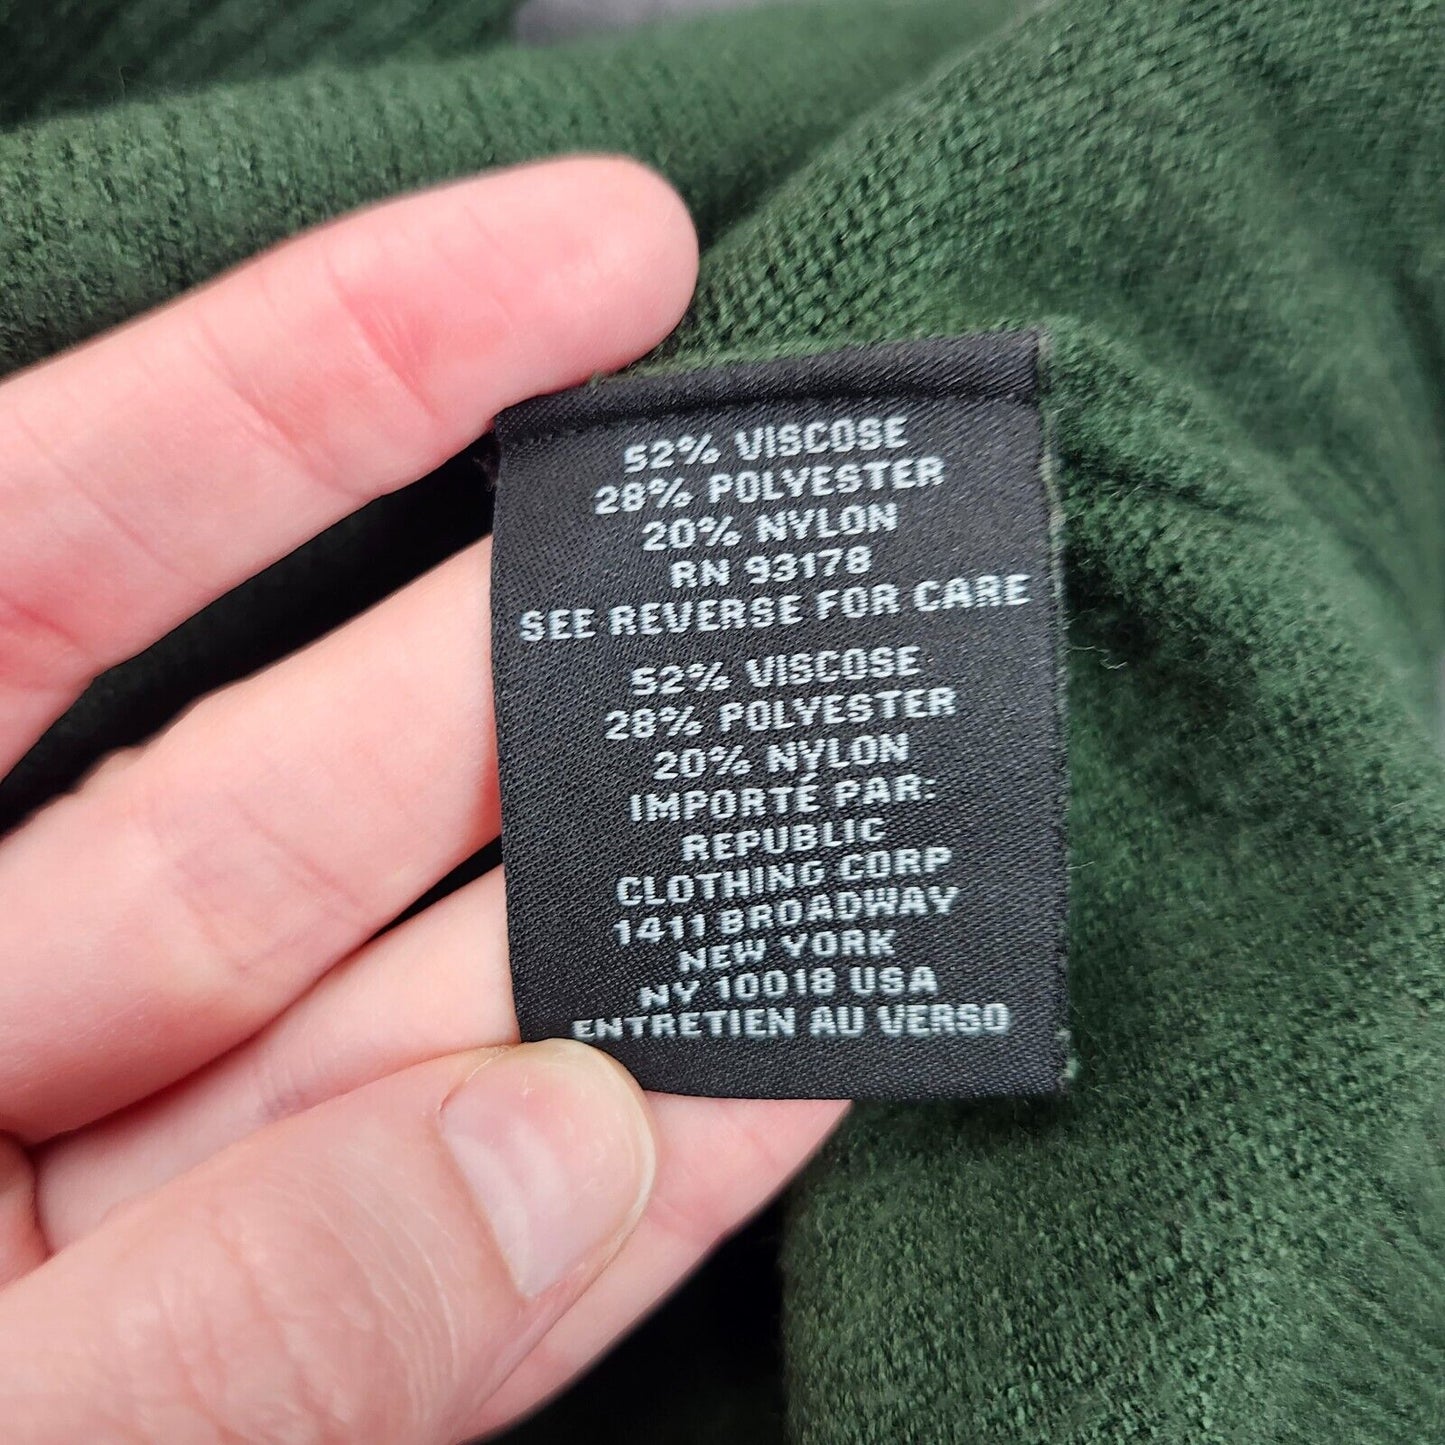 52% VISCOSE
28% POLYESTER
20% NYLON
RN 93178
SEE REVERSE FOR CARE
52% VISCOSE
28% POLYESTER
20% NYLON
IMPORTÉ PAR:
REPUBLIC
CLOTHING CORP
1411 BROADWAY
NEW YORK
NY 10018 USA
ENTRETIEN AU VERSO